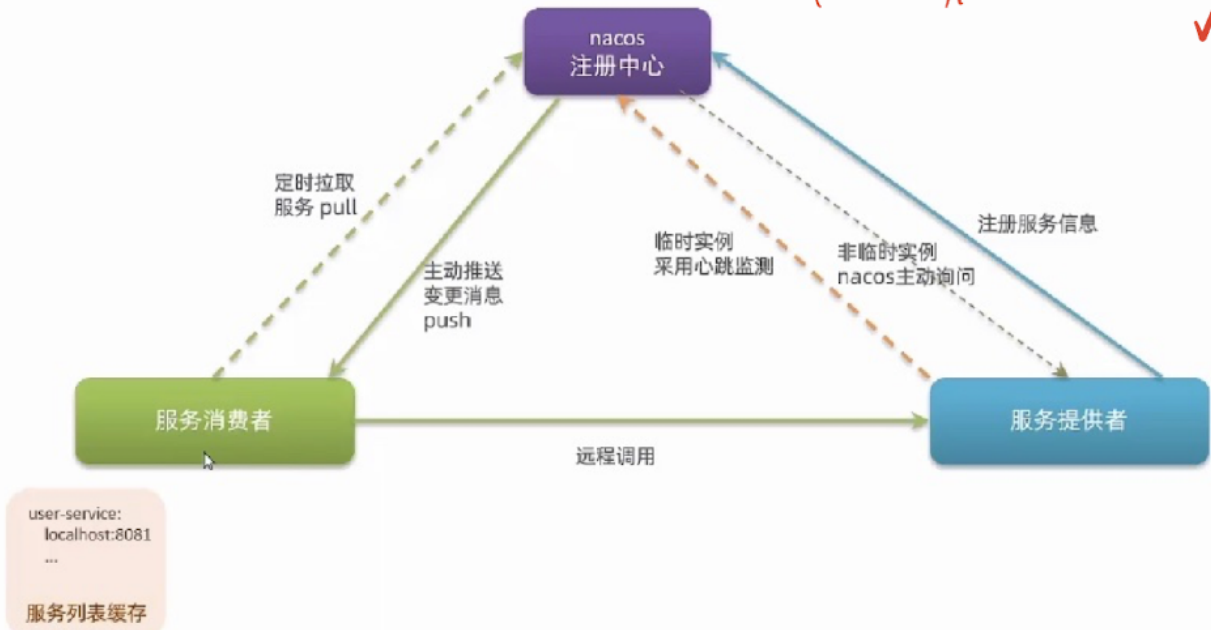 nacos
注册中心
定时拉取
服务 pull
主动推送
变更消息
push
临时实例
采用心跳监测
非临时实例
nacos主动询问
注册服务信息
服务消费者
远程调用
服务提供者
user-service:
localhost:8081
...
服务列表缓存